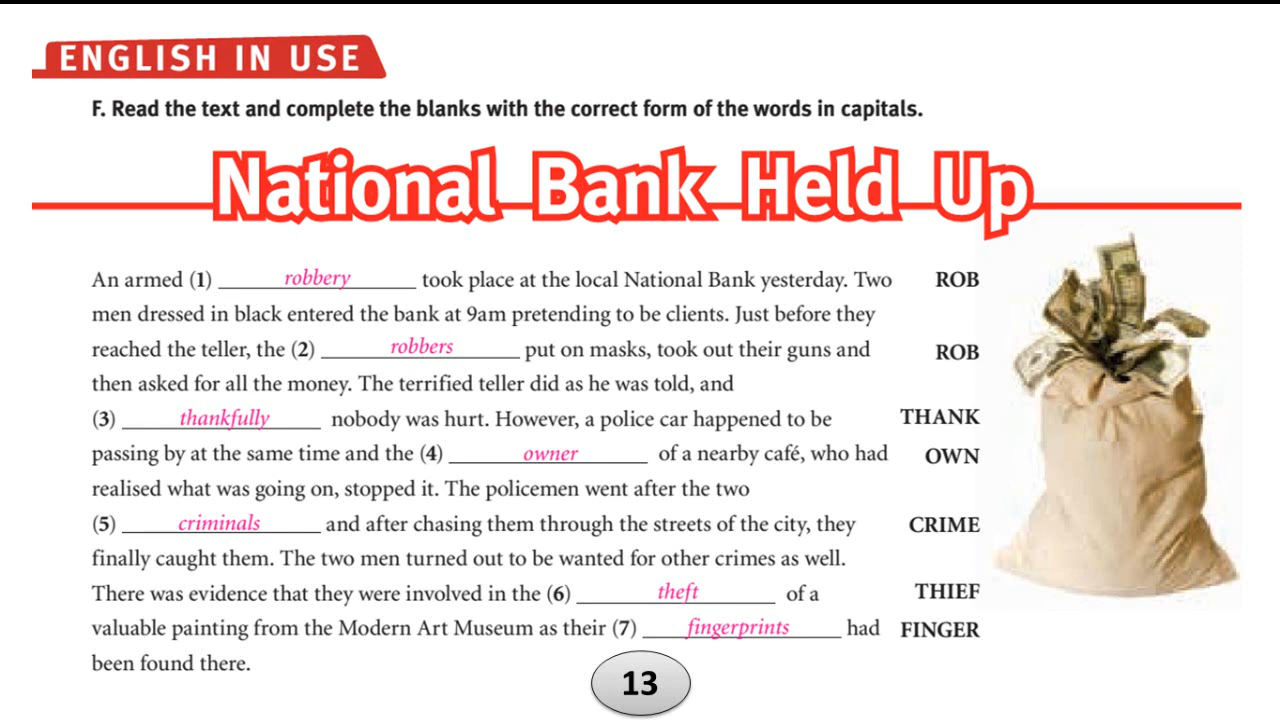 ENGLISH IN USE
F. Read the text and complete the blanks with the correct form of the words in capitals.
National Bank Held Up
An armed (1) robbery took place at the local National Bank yesterday. Two ROB
men dressed in black entered the bank at 9am pretending to be clients. Just before they
reached the teller, the (2) robbers put on masks, took out their guns and ROB
then asked for all the money. The terrified teller did as he was told, and
(3) thankfully nobody was hurt. However, a police car happened to be THANK
passing by at the same time and the (4) owner of a nearby café, who had OWN
realised what was going on, stopped it. The policemen went after the two
(5) criminals and after chasing them through the streets of the city, they CRIME
finally caught them. The two men turned out to be wanted for other crimes as well.
There was evidence that they were involved in the (6) theft of a THIEF
valuable painting from the Modern Art Museum as their (7) fingerprints had FINGER
been found there.
13